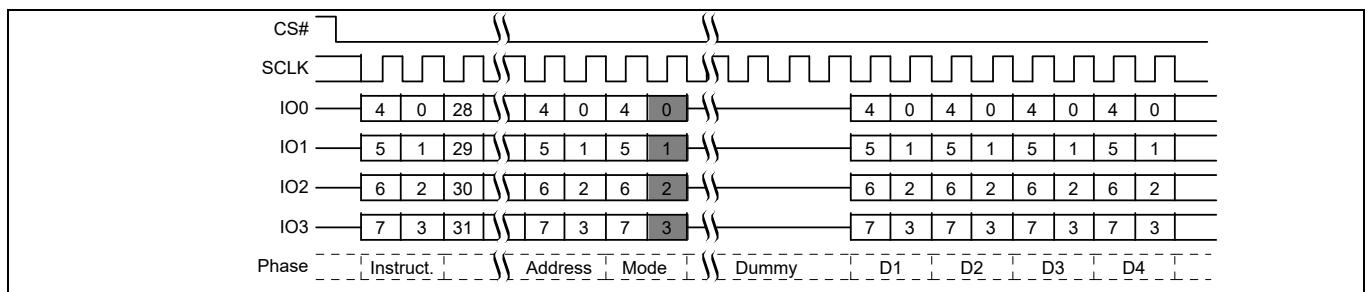 CS#
SCLK
IO0 4 0 28 4 0 4 0 4 0 4 0 4 0 4 0
IO1 5 1 29 5 1 5 1 5 1 5 1 5 1 5 1
IO2 6 2 30 6 2 6 2 6 2 6 2 6 2 6 2
IO3 7 3 31 7 3 7 3 7 3 7 3 7 3 7 3
Phase Instruct. Address Mode Dummy D1 D2 D3 D4